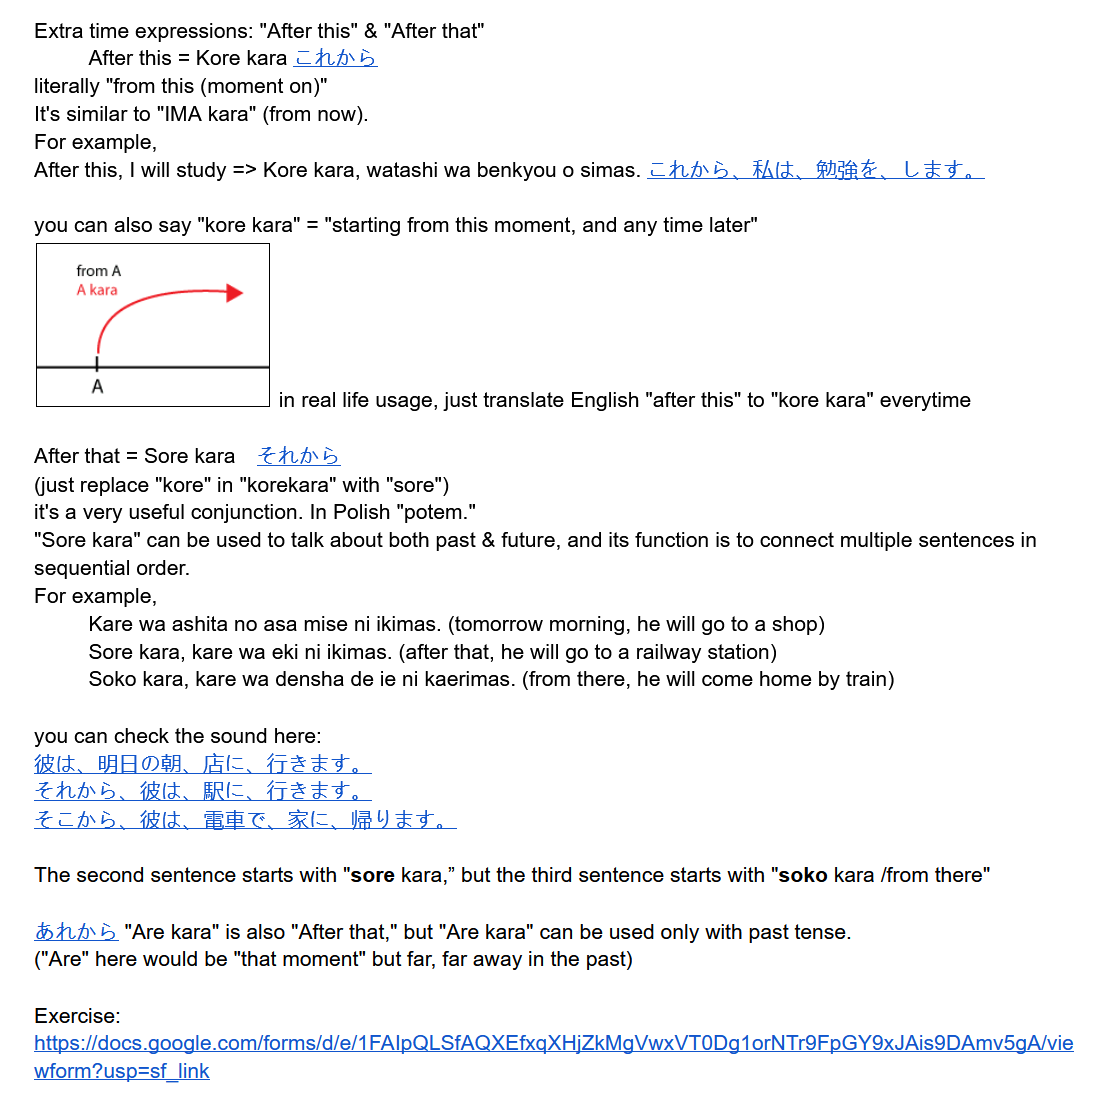 Extra time expressions: "After this" & "After that"
After this = Kore kara これから
literally "from this (moment on)"
It's similar to "IMA kara" (from now).
For example,
After this, I will study => Kore kara, watashi wa benkyou o simas. これから、私は、勉強を、します。
you can also say "kore kara" = "starting from this moment, and any time later"
from A
A kara
A
in real life usage, just translate English "after this" to "kore kara" everytime
After that = Sore kara それから
(just replace "kore" in "korekara" with "sore")
it's a very useful conjunction. In Polish "potem."
"Sore kara" can be used to talk about both past & future, and its function is to connect multiple sentences in
sequential order.
For example,
Kare wa ashita no asa mise ni ikimas. (tomorrow morning, he will go to a shop)
Sore kara, kare wa eki ni ikimas. (after that, he will go to a railway station)
Soko kara, kare wa densha de ie ni kaerimas. (from there, he will come home by train)
you can check the sound here:
彼は、明日の朝、店に、行きます。
それから、彼は、駅に、行きます。
そこから、彼は、電車で、家に、帰ります。
The second sentence starts with "sore kara,” but the third sentence starts with "soko kara /from there"
あれから "Are kara" is also "After that," but "Are kara" can be used only with past tense.
("Are" here would be "that moment" but far, far away in the past)
Exercise:
https://docs.google.com/forms/d/e/1FAIpQLSfAQXEfxqXHjZkMgVwxVT0Dg1orNTr9FpGY9xJAis9DAmv5gA/vie
wform?usp=sf_link